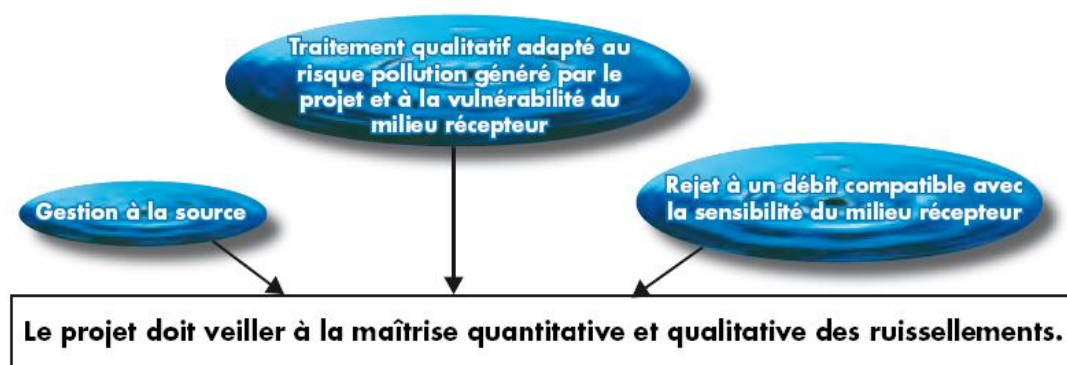 Traitement qualitatif adapté au
risque pollution généré par le
projet et à la vulnérabilité du
milieu récepteur
Gestion à la source
Rejet à un débit compatible avec
la sensibilité du milieu récepteur
Le projet doit veiller à la maîtrise quantitative et qualitative des ruissellements.